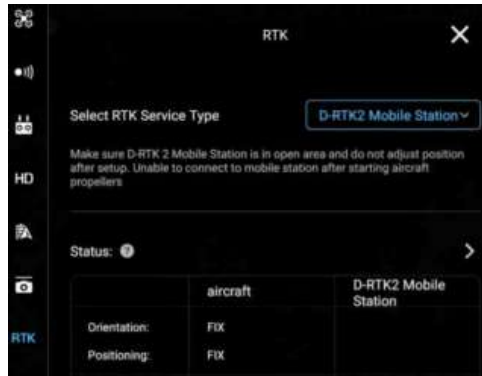 RTK
Select RTK Service Type
D-RTK2 Mobile Station
Make sure D-RTK 2 Mobile Station is in open area and do not adjust position
after setup. Unable to connect to mobile station after starting aircraft
propellers
HD
Status:
aircraft
D-RTK2 Mobile
Station
Orientation:
FIX
RTK
Positioning:
FIX